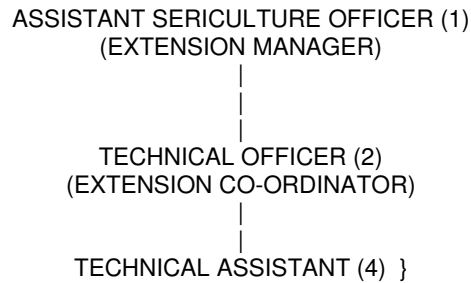 ASSISTANT SERICULTURE OFFICER (1)
(EXTENSION MANAGER)
|
|
|
TECHNICAL OFFICER (2)
(EXTENSION CO-ORDINATOR)
|
|
TECHNICAL ASSISTANT (4) }